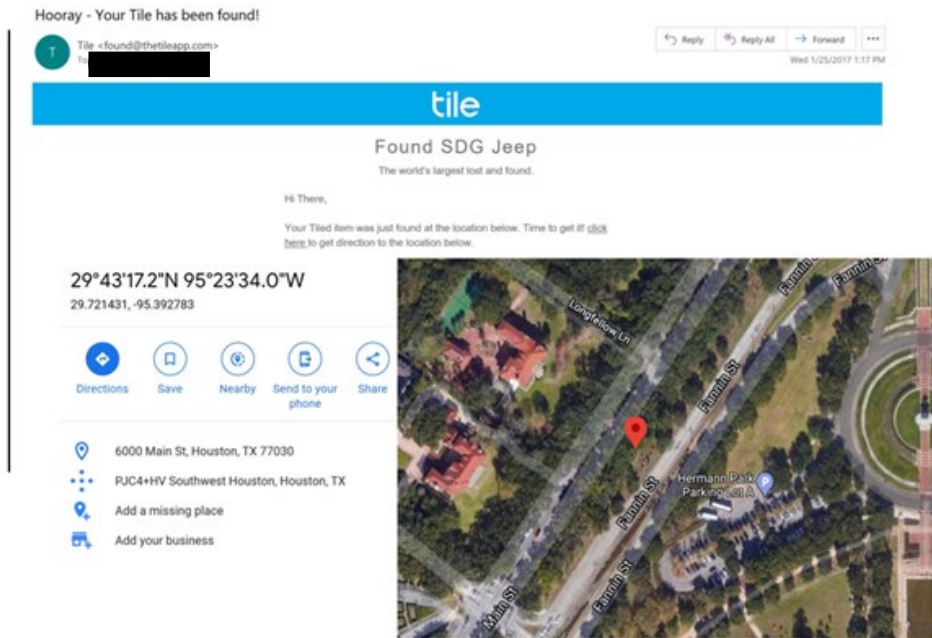 Hooray - Your Tile has been found!
T
Tile <found@thetileapp.com>
To
Reply
Reply All
Forward
Wed 1/25/2017 1:17 PM
tile
Found SDG Jeep
The world's largest lost and found.
Hi There,
Your Tiled item was just found at the location below. Time to get it! click
here to get direction to the location below.
29°43'17.2"N 95°23'34.0"W
29.721431, -95.392783
Directions
Save
Nearby
Send to your
phone
Share
6000 Main St, Houston, TX 77030
PJC4+HV Southwest Houston, Houston, TX
Add a missing place
Add your business
Fannin St
Fannin St
Longfellow Ln
Fannin St
Hermann Park
Parking Lot A
P
Fannin St
Fannin St
Main St